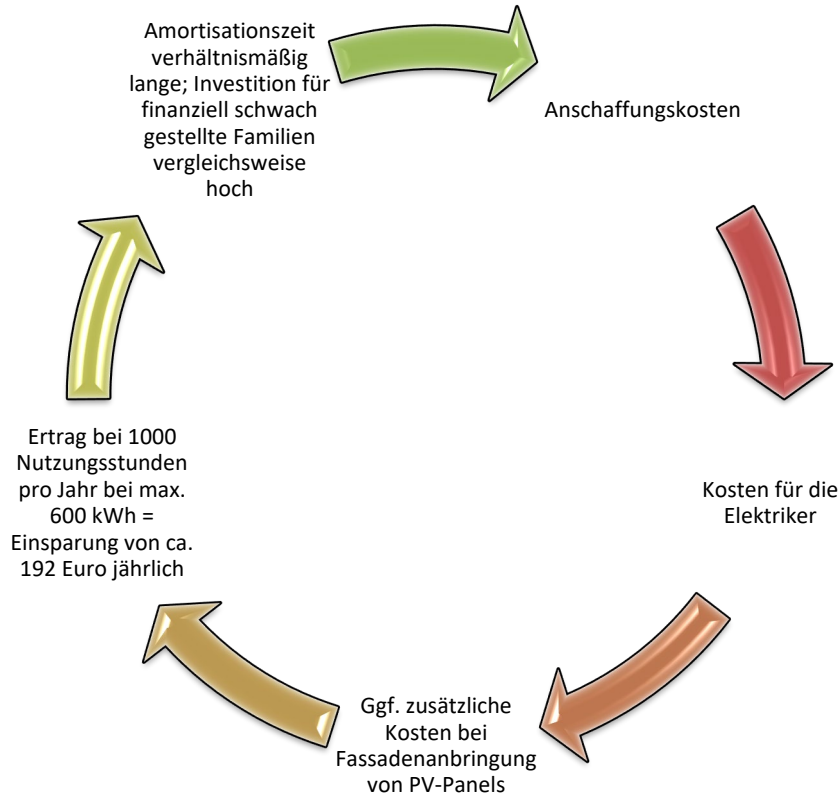 Amortisationszeit
verhältnismäßig
lange; Investition für
finanziell schwach
gestellte Familien
vergleichsweise
hoch
Anschaffungskosten
Kosten für die
Elektriker
Ggf. zusätzliche
Kosten bei
Fassadenanbringung
von PV-Panels
Ertrag bei 1000
Nutzungsstunden
pro Jahr bei max.
600 kWh =
Einsparung von ca.
192 Euro jährlich